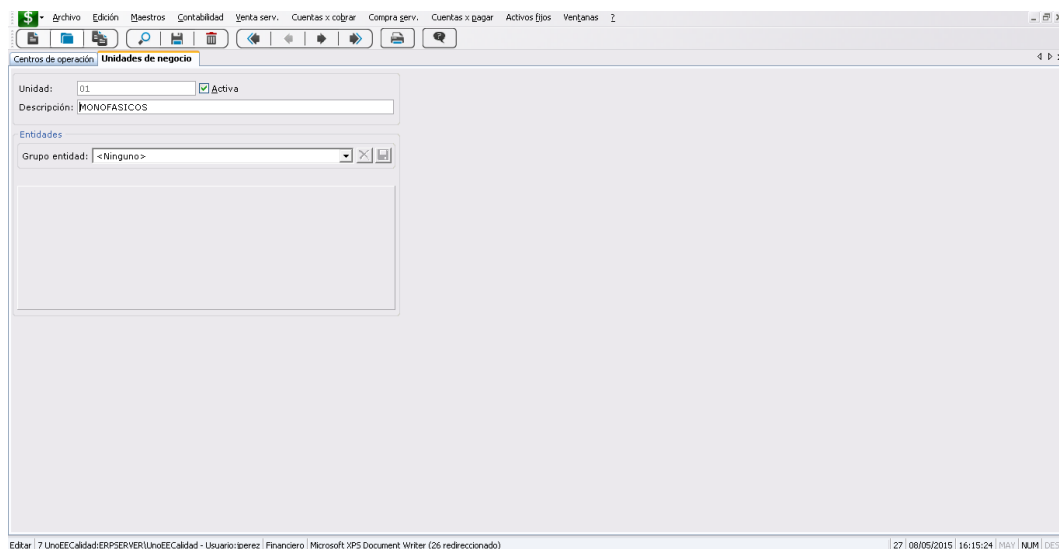 $ Archivo Edición Maestros Contabilidad Venta serv. Cuentas x cobrar Compra serv. Cuentas x pagar Activos fijos Ventanas ?
Centros de operación Unidades de negocio
Unidad: 01 Activa
Descripción: MONOFASICOS
Entidades
Grupo entidad: <Ninguno>
Editar 7 UnoEECalidad:ERPSERVER\UnoEECalidad - Usuario:jperez Financiero Microsoft XPS Document Writer (26 redireccionado) 27 08/05/2015 16:15:24 MAY NUM DES